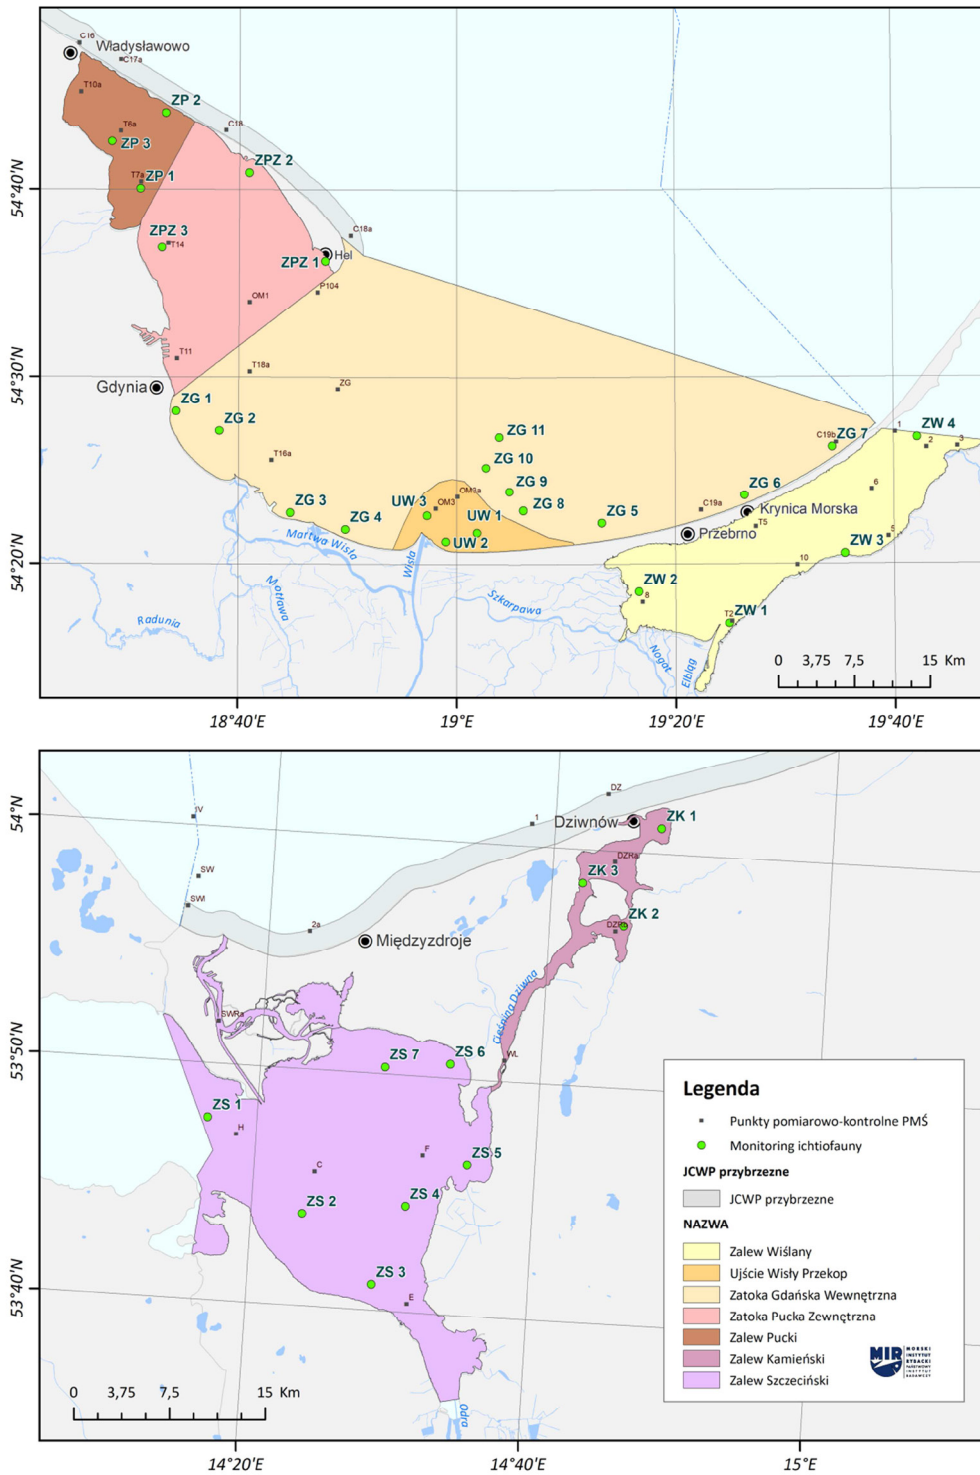 C16
Władysławowo
C17a
T10a
ZP 2
T6a
C18
ZP 3
ZPZ 2
T7a
ZP 1
54°40'N
ZPZ 3
T14
C18a
Hel
ZPZ 1
P104
OM1
T11
54°30'N
T18a
Gdynia
ZG
ZG 1
ZG 2
ZG 11
C19b
ZG 7
1
ZW 4
2
3
T16a
ZG 10
ZG 9
6
OM2a
ZG 6
ZG 3
UW 3
OM3
ZG 8
C19a
Krynica Morska
ZG 4
UW 1
ZG 5
T5
Martwa Wisła
UW 2
Przebrno
5
ZW 3
54°20'N
Wisła
10
ZW 2
Motława
Szkarpawa
8
T2
ZW 1
Radunia
Nogat
Elbląg
0 3,75 7,5 15 Km
18°40'E
19°E
19°20'E
19°40'E
DZ
54°N
IV
1
Dziwnów
ZK 1
DZRa
SW
ZK 3
SWI
2a
ZK 2
Międzyzdroje
Cieśnina Dziwna
SWRa
53°50'N
ZS 7
ZS 6
WL
ZS 1
H
F
ZS 5
C
ZS 2
ZS 4
53°40'N
ZS 3
E
0 3,75 7,5 15 Km
Odra
14°20'E
14°40'E
15°E
Legenda
Punkty pomiarowo-kontrolne PMŚ
Monitoring ichtiofauny
JCWP przybrzezne
JCWP przybrzezne
NAZWA
Zalew Wiślany
Ujście Wisły Przekop
Zatoka Gdańska Wewnętrzna
Zatoka Pucka Zewnętrzna
Zalew Pucki
Zalew Kamieński
Zalew Szczeciński
MIR
MORSKI
INSTYTUT
RYBACKI
PAŃSTWOWY
INSTYTUT
BADAWCZY